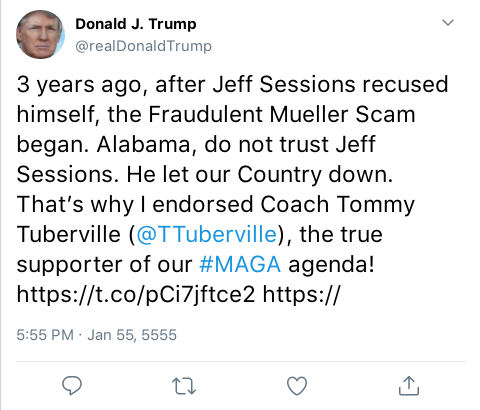 Donald J. Trump
@realDonaldTrump
3 years ago, after Jeff Sessions recused
himself, the Fraudulent Mueller Scam
began. Alabama, do not trust Jeff
Sessions. He let our Country down.
That’s why I endorsed Coach Tommy
Tuberville (@TTuberville), the true
supporter of our #MAGA agenda!
https://t.co/pCi7jftce2 https://
5:55 PM · Jan 55, 5555